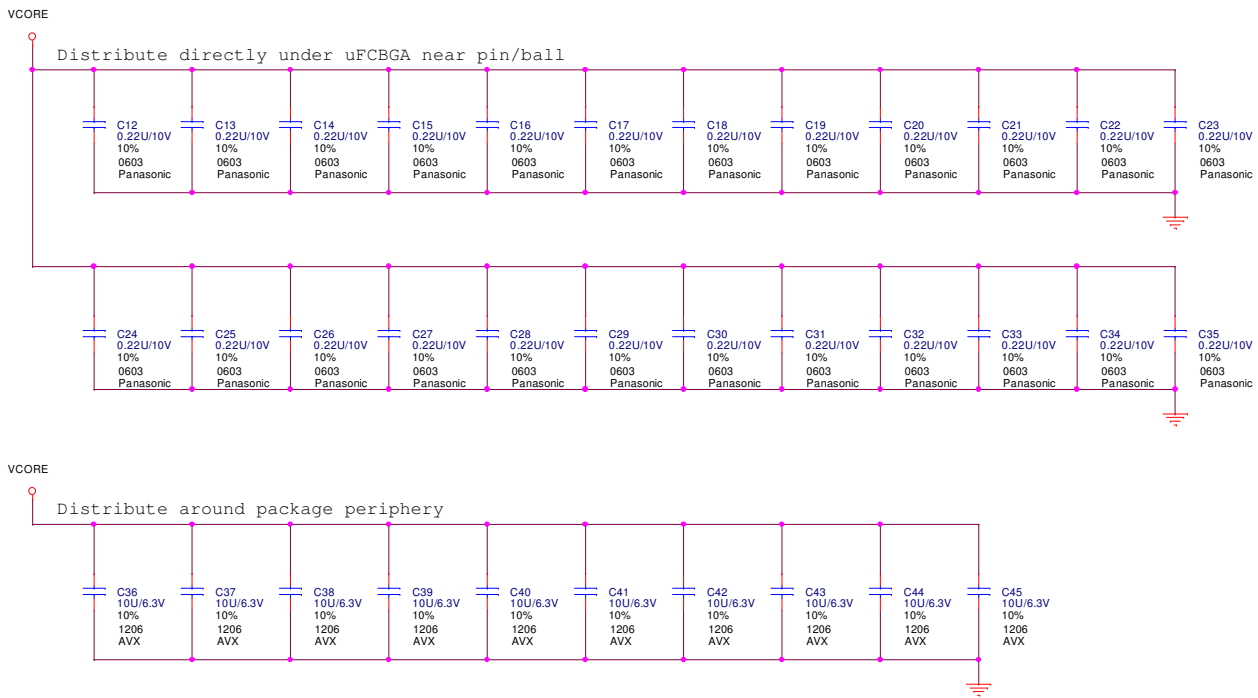 VCORE
Distribute directly under uFCBGA near pin/ball
C12 C13 C14 C15 C16 C17 C18 C19 C20 C21 C22 C23
0.22U/10V 0.22U/10V 0.22U/10V 0.22U/10V 0.22U/10V 0.22U/10V 0.22U/10V 0.22U/10V 0.22U/10V 0.22U/10V 0.22U/10V 0.22U/10V
10% 10% 10% 10% 10% 10% 10% 10% 10% 10% 10% 10%
0603 0603 0603 0603 0603 0603 0603 0603 0603 0603 0603 0603
Panasonic Panasonic Panasonic Panasonic Panasonic Panasonic Panasonic Panasonic Panasonic Panasonic Panasonic Panasonic
C24 C25 C26 C27 C28 C29 C30 C31 C32 C33 C34 C35
0.22U/10V 0.22U/10V 0.22U/10V 0.22U/10V 0.22U/10V 0.22U/10V 0.22U/10V 0.22U/10V 0.22U/10V 0.22U/10V 0.22U/10V 0.22U/10V
10% 10% 10% 10% 10% 10% 10% 10% 10% 10% 10% 10%
0603 0603 0603 0603 0603 0603 0603 0603 0603 0603 0603 0603
Panasonic Panasonic Panasonic Panasonic Panasonic Panasonic Panasonic Panasonic Panasonic Panasonic Panasonic Panasonic
VCORE
Distribute around package periphery
C36 C37 C38 C39 C40 C41 C42 C43 C44 C45
10U/6.3V 10U/6.3V 10U/6.3V 10U/6.3V 10U/6.3V 10U/6.3V 10U/6.3V 10U/6.3V 10U/6.3V 10U/6.3V
10% 10% 10% 10% 10% 10% 10% 10% 10% 10%
1206 1206 1206 1206 1206 1206 1206 1206 1206 1206
AVX AVX AVX AVX AVX AVX AVX AVX AVX AVX